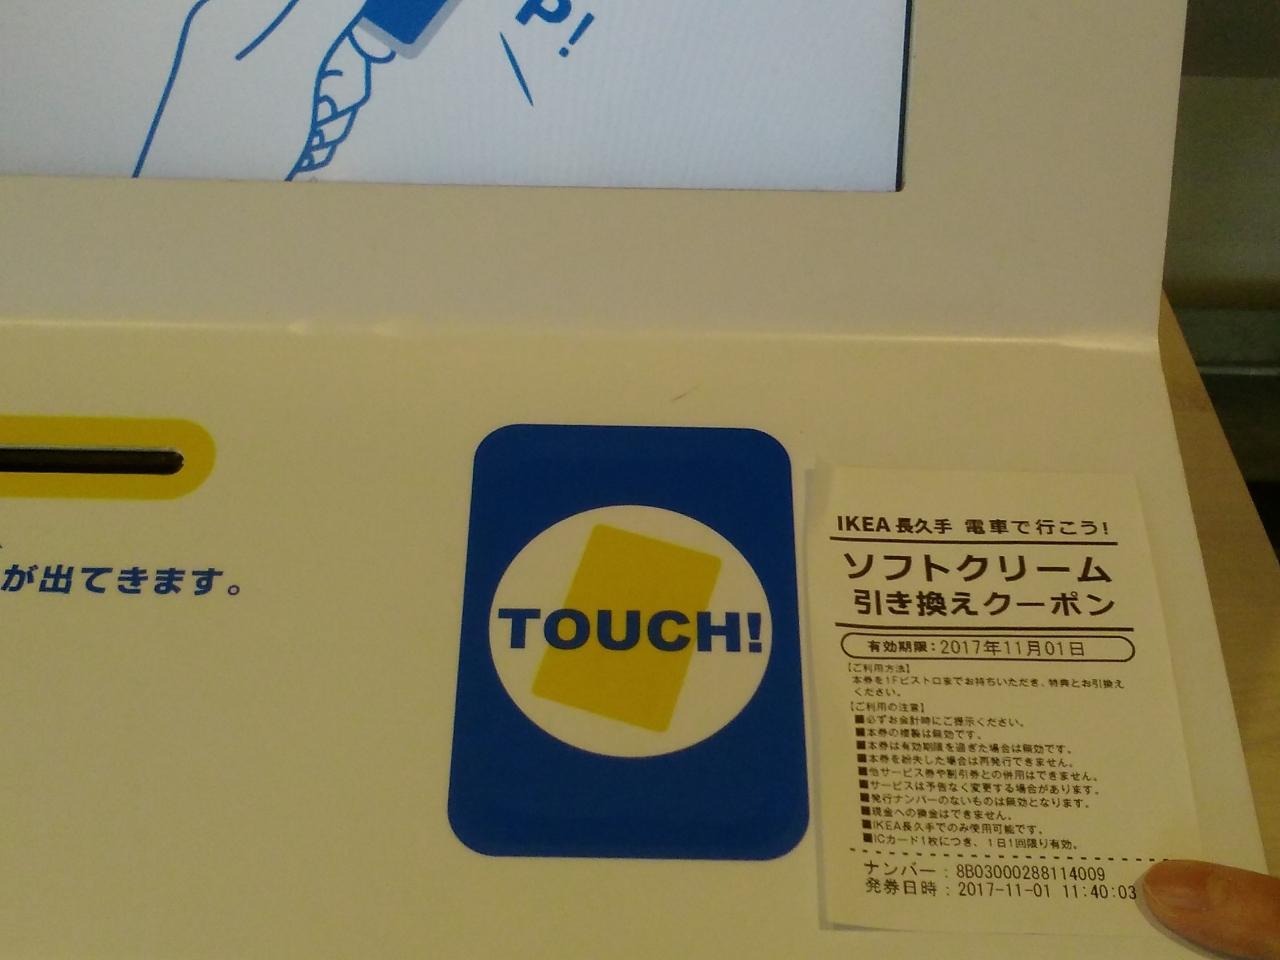 P!
が出てきます。
TOUCH!
IKEA長久手 電車で行こう!
ソフトクリーム
引き換えクーポン
有効期限:2017年11月01日
【ご利用方法】
本券を1Fビストロまでお持ちいただき、特典とお引換え
ください。
【ご利用の注意】
■必ずお会計時にご提示ください。
■本券の複製は無効です。
■本券は有効期限を過ぎた場合は無効です。
■本券を紛失した場合は再発行できません。
■他サービス券や割引券との併用はできません。
■サービスは予告なく変更する場合があります。
■発行ナンバーのないものは無効となります。
■現金への換金はできません。
■IKEA長久手でのみ使用可能です。
■ICカード1枚につき、1日1回限り有効。
ナンバー : 8B03000288114009
発券日時 : 2017-11-01 11:40:03